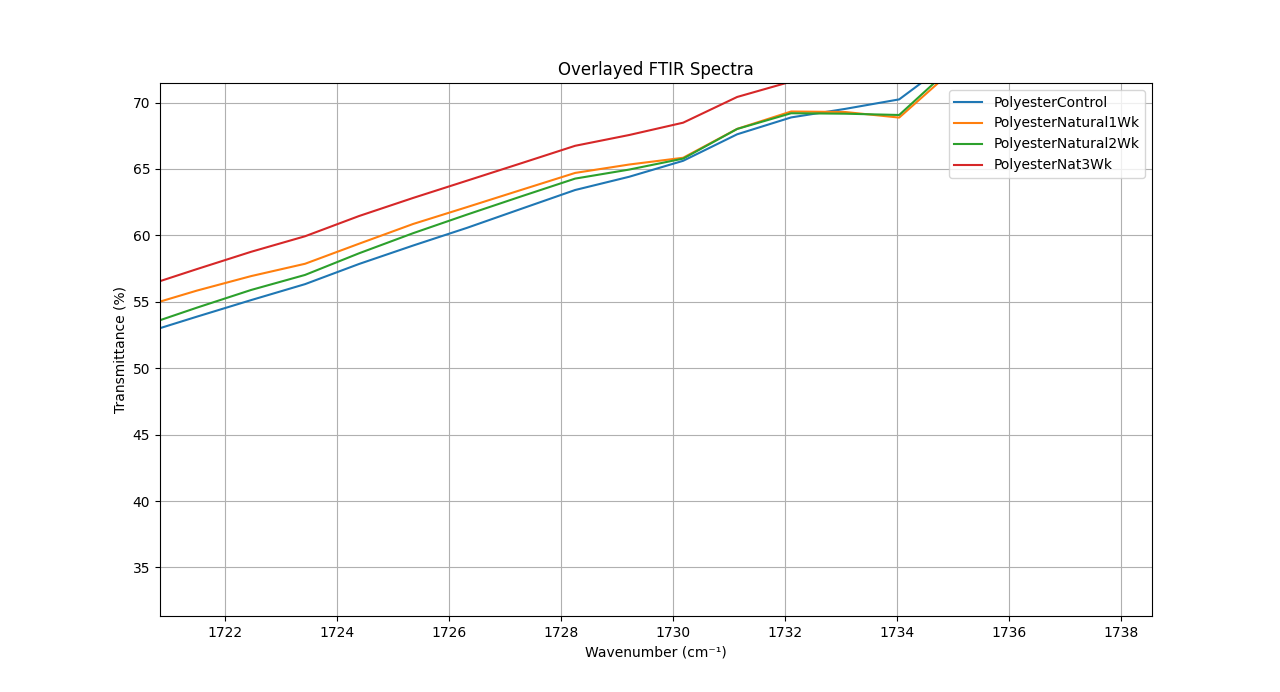 Overlayed FTIR Spectra
PolyesterControl
PolyesterNatural1Wk
PolyesterNatural2Wk
PolyesterNat3Wk
Transmittance (%)
70
65
60
55
50
45
40
35
1722 1724 1726 1728 1730 1732 1734 1736 1738
Wavenumber (cm⁻¹)